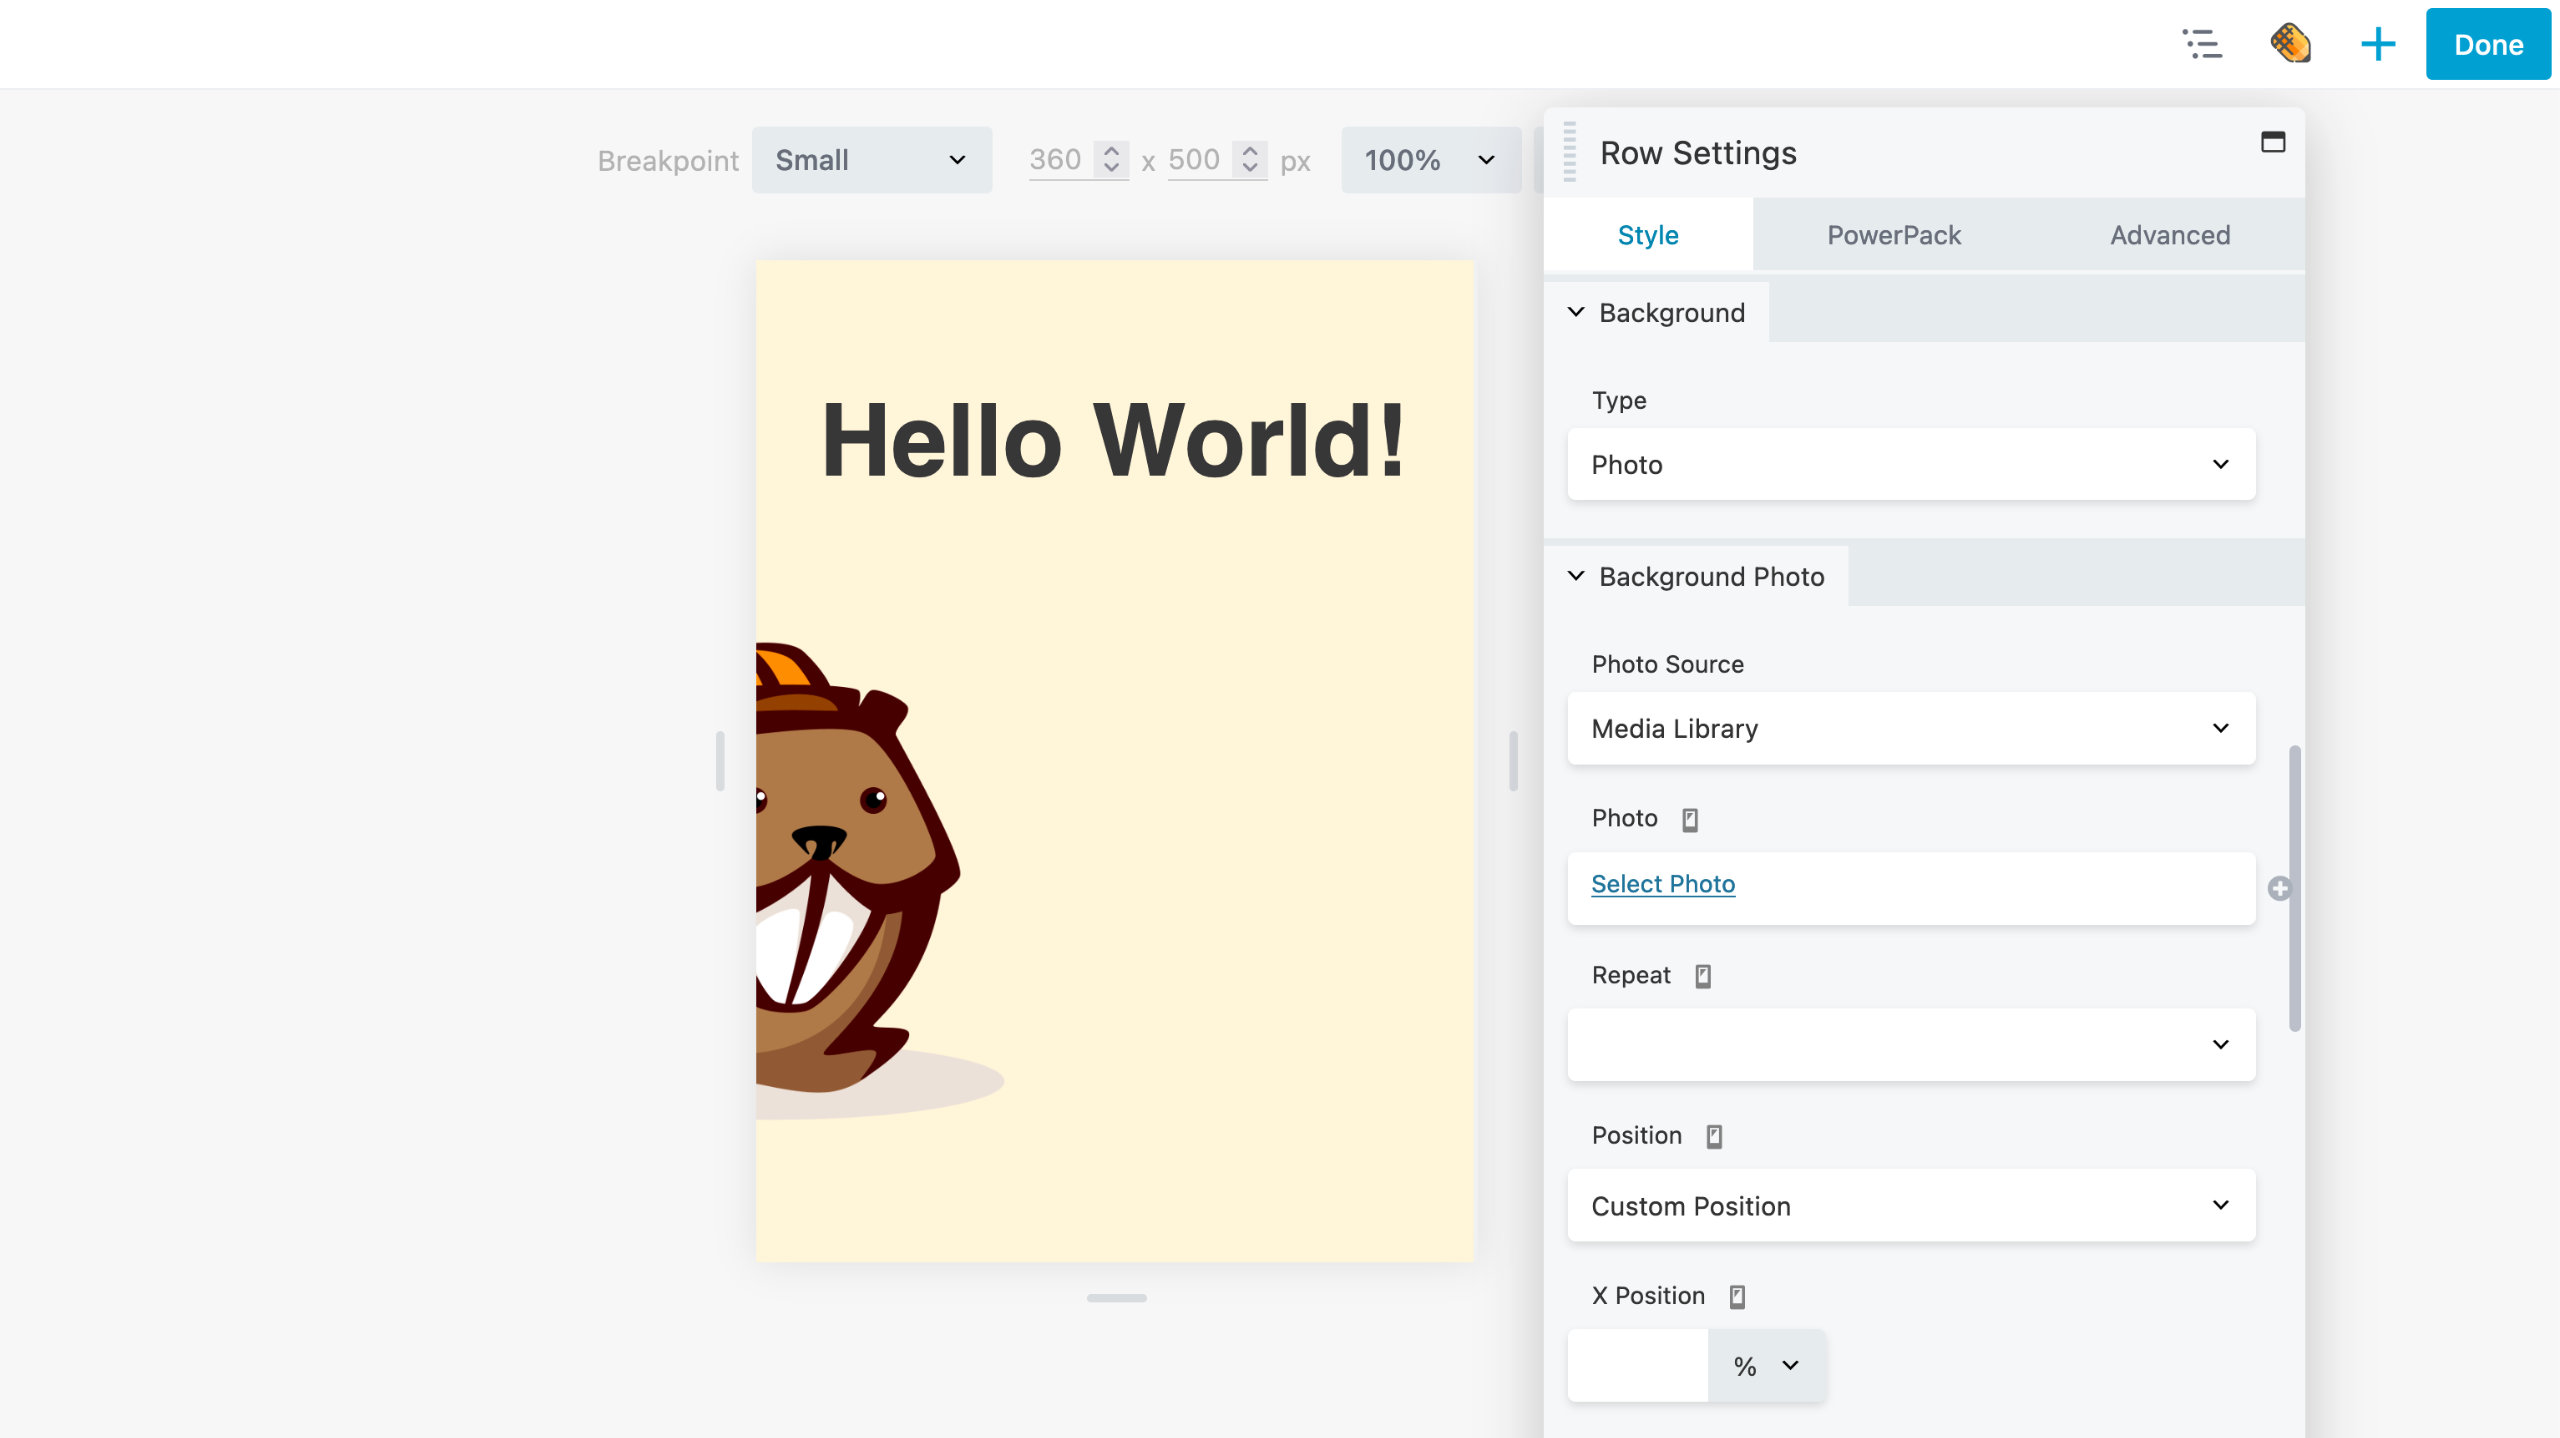 Done
Breakpoint Small 360 x 500 px 100%
Hello World!
Row Settings
Style PowerPack Advanced
Background
Type
Photo
Background Photo
Photo Source
Media Library
Photo
Select Photo
Repeat
Position
Custom Position
X Position
%